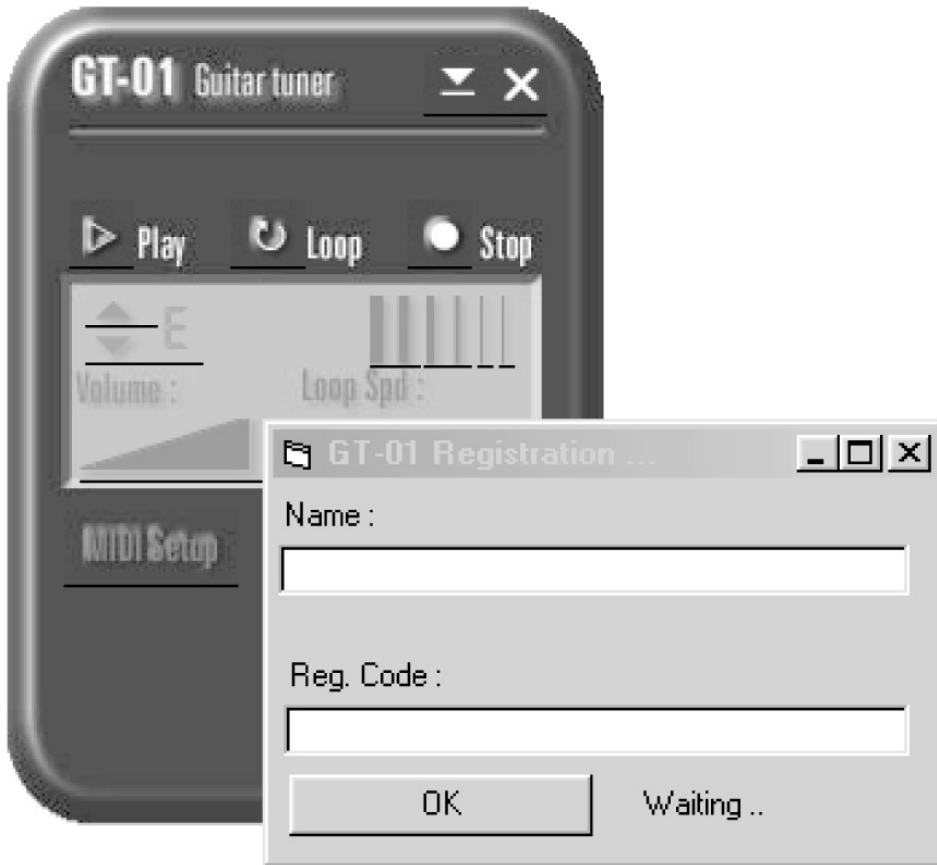 GT-01 Guitar tuner
Play Loop Stop
E
Volume : Loop Spd :
MIDI Setup
GT-01 Registration ...
Name :
Reg. Code :
OK Waiting ..